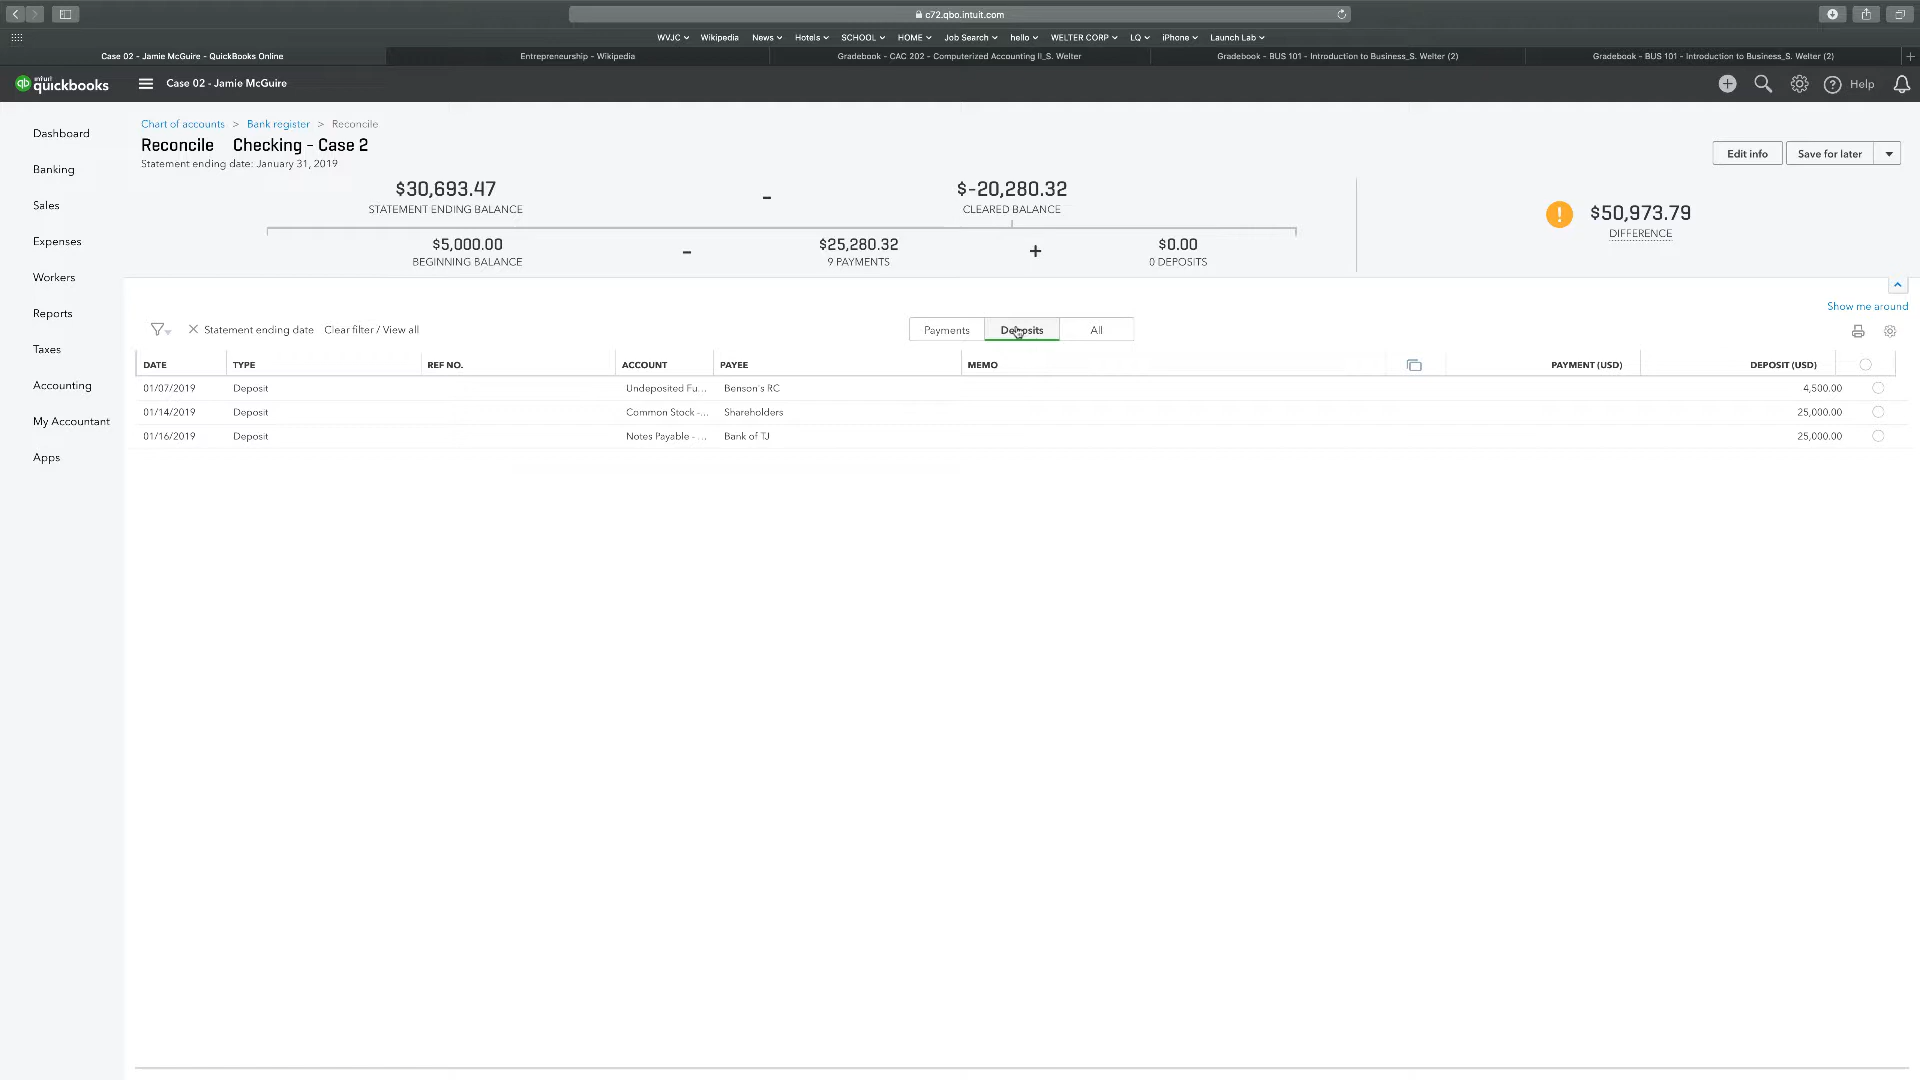 c72.qbo.intuit.com
WVJC Wikipedia News Hotels SCHOOL HOME Job Search hello WELTER CORP LQ iPhone Launch Lab
Case 02 - Jamie McGuire - QuickBooks Online Entrepreneurship - Wikipedia Gradebook - CAC 202 - Computerized Accounting II_S. Welter Gradebook - BUS 101 - Introduction to Business_S. Welter (2) Gradebook - BUS 101 - Introduction to Business_S. Welter (2)
intuit quickbooks Case 02 - Jamie McGuire Help
Dashboard
Banking
Sales
Expenses
Workers
Reports
Taxes
Accounting
My Accountant
Apps
Chart of accounts > Bank register > Reconcile
Reconcile Checking - Case 2
Statement ending date: January 31, 2019
Edit info Save for later
$30,693.47 - $-20,280.32
STATEMENT ENDING BALANCE CLEARED BALANCE
$5,000.00 - $25,280.32 + $0.00
BEGINNING BALANCE 9 PAYMENTS 0 DEPOSITS
! $50,973.79
DIFFERENCE
Show me around
Statement ending date Clear filter / View all Payments Deposits All
DATE TYPE REF NO. ACCOUNT PAYEE MEMO PAYMENT (USD) DEPOSIT (USD)
01/07/2019 Deposit Undeposited Fu... Benson's RC 4,500.00
01/14/2019 Deposit Common Stock -... Shareholders 25,000.00
01/16/2019 Deposit Notes Payable - ... Bank of TJ 25,000.00